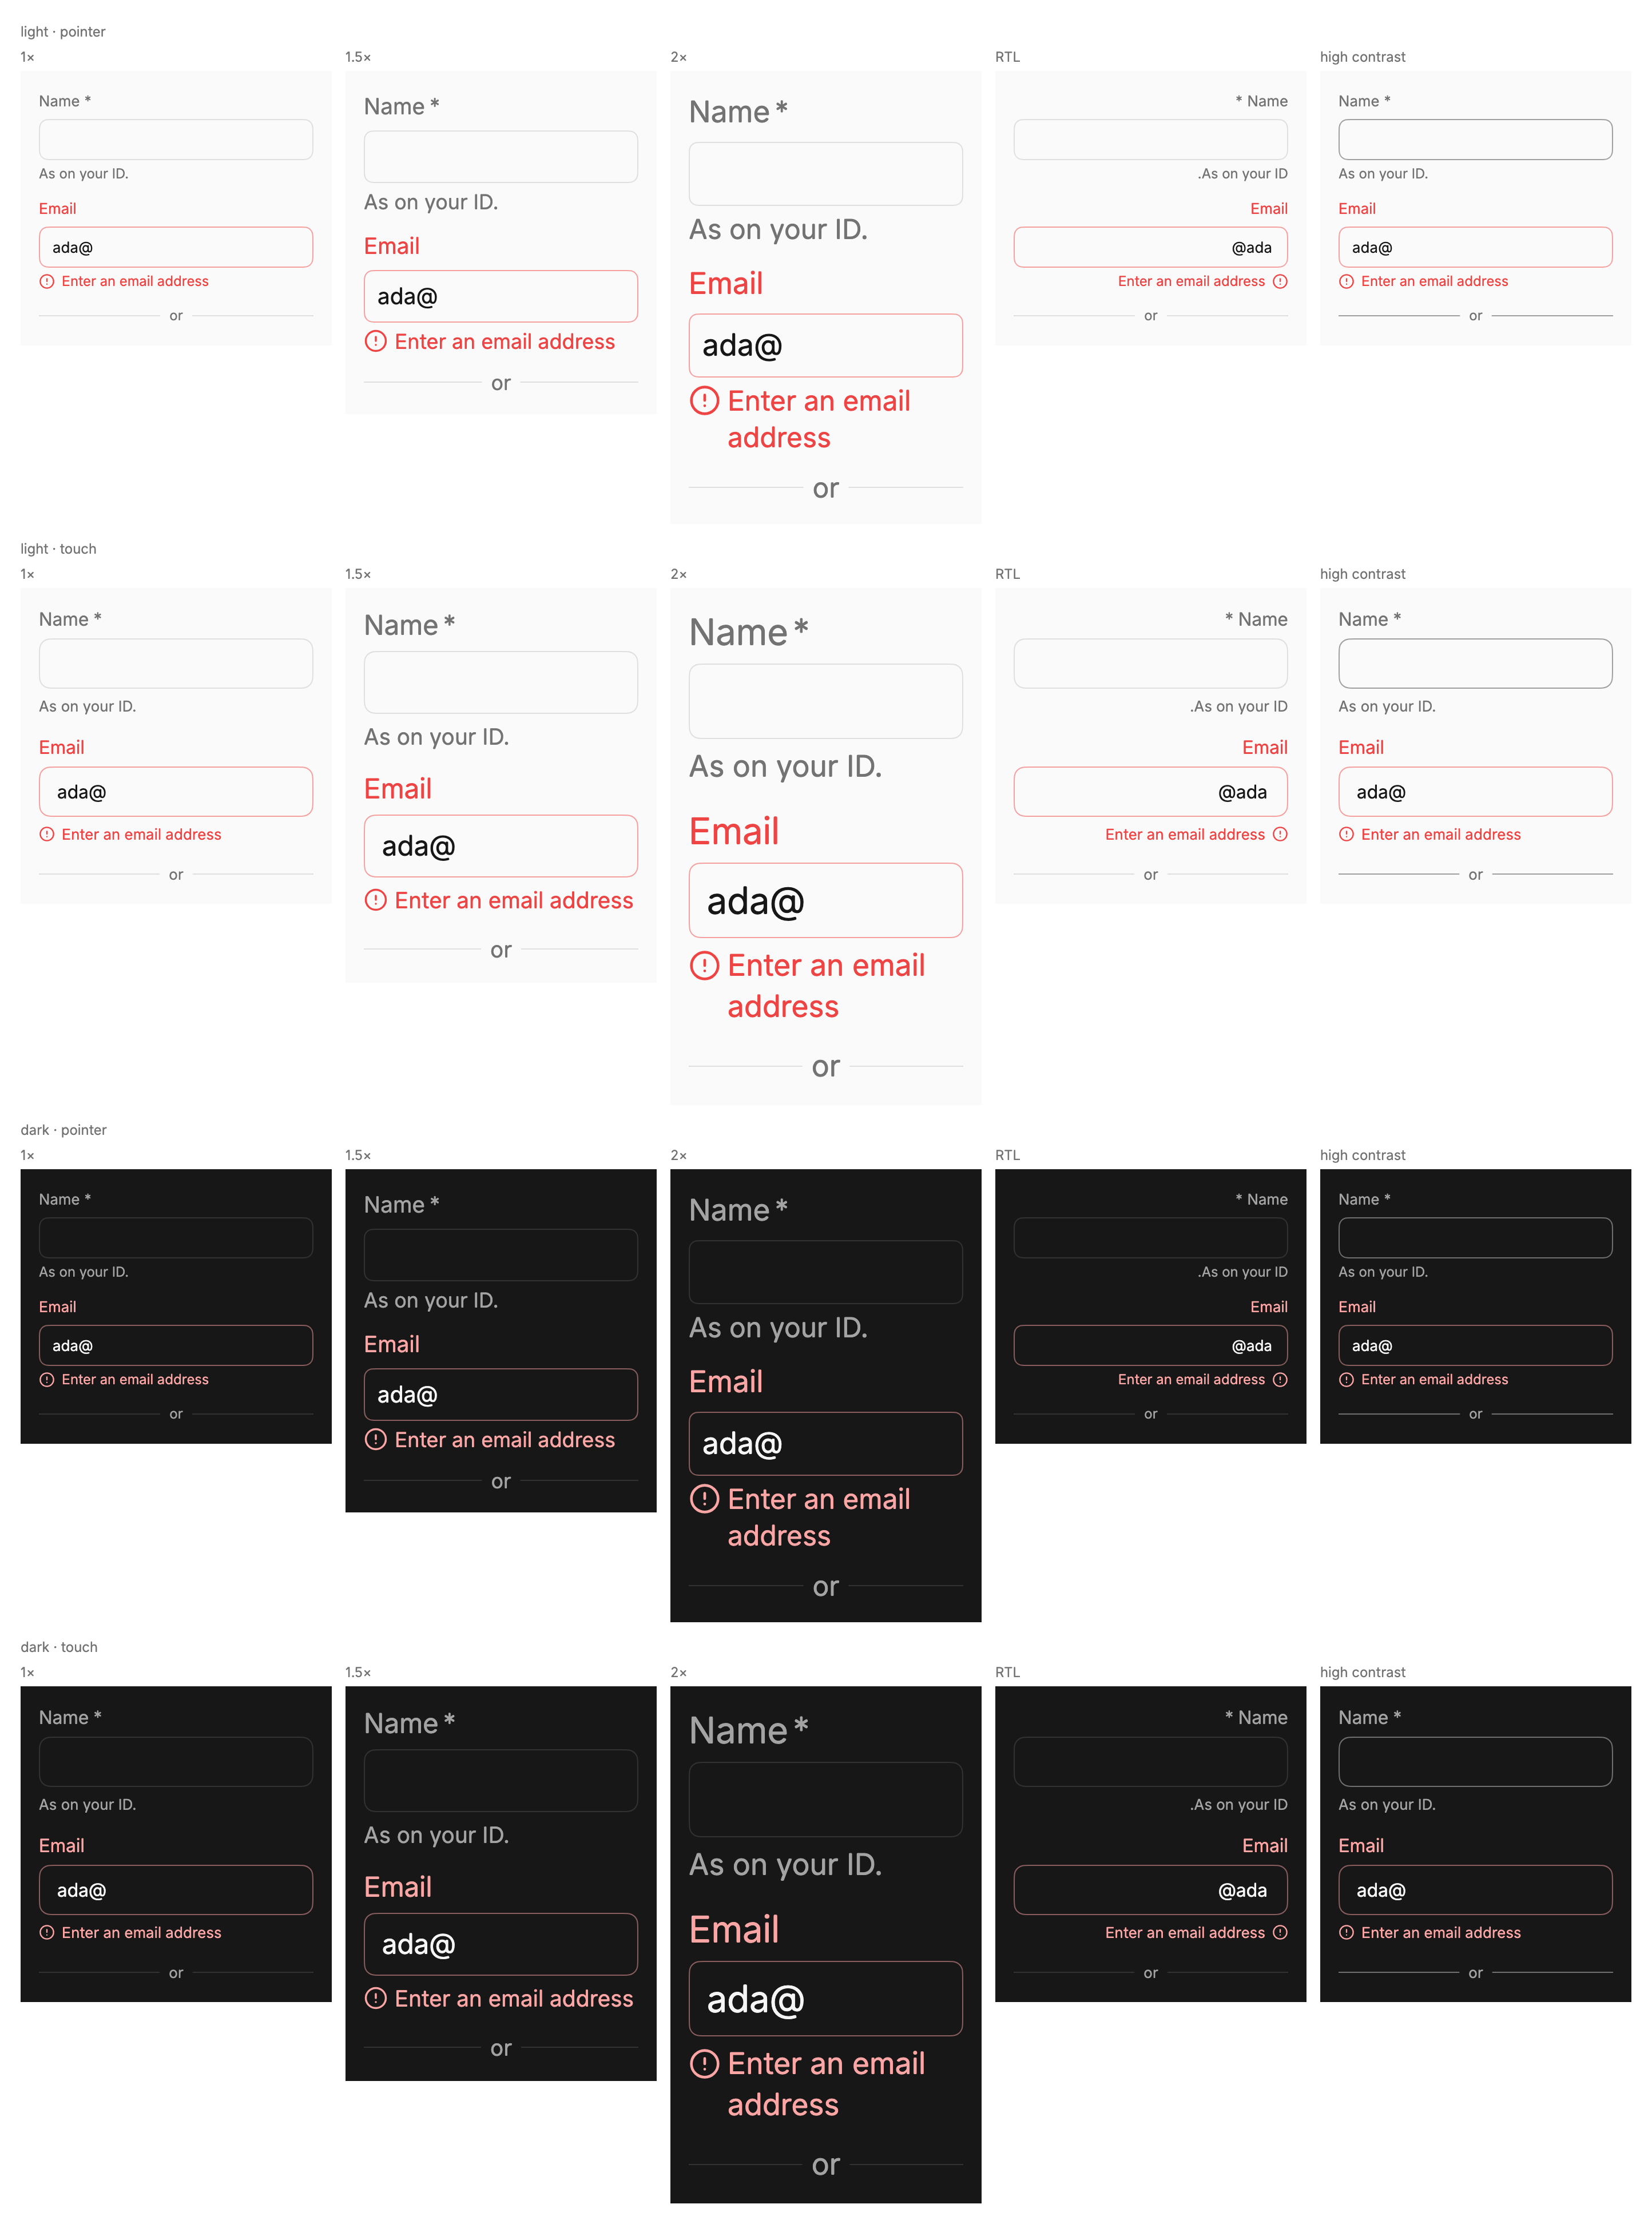 light · pointer
1×
Name *
As on your ID.
Email
ada@
Enter an email address
or
1.5×
Name *
As on your ID.
Email
ada@
Enter an email address
or
2×
Name *
As on your ID.
Email
ada@
Enter an email
address
or
RTL
* Name
.As on your ID
Email
@ada
Enter an email address
or
high contrast
Name *
As on your ID.
Email
ada@
Enter an email address
or
light · touch
1×
Name *
As on your ID.
Email
ada@
Enter an email address
or
1.5×
Name *
As on your ID.
Email
ada@
Enter an email address
or
2×
Name *
As on your ID.
Email
ada@
Enter an email
address
or
RTL
* Name
.As on your ID
Email
@ada
Enter an email address
or
high contrast
Name *
As on your ID.
Email
ada@
Enter an email address
or
dark · pointer
1×
Name *
As on your ID.
Email
ada@
Enter an email address
or
1.5×
Name *
As on your ID.
Email
ada@
Enter an email address
or
2×
Name *
As on your ID.
Email
ada@
Enter an email
address
or
RTL
* Name
.As on your ID
Email
@ada
Enter an email address
or
high contrast
Name *
As on your ID.
Email
ada@
Enter an email address
or
dark · touch
1×
Name *
As on your ID.
Email
ada@
Enter an email address
or
1.5×
Name *
As on your ID.
Email
ada@
Enter an email address
or
2×
Name *
As on your ID.
Email
ada@
Enter an email
address
or
RTL
* Name
.As on your ID
Email
@ada
Enter an email address
or
high contrast
Name *
As on your ID.
Email
ada@
Enter an email address
or